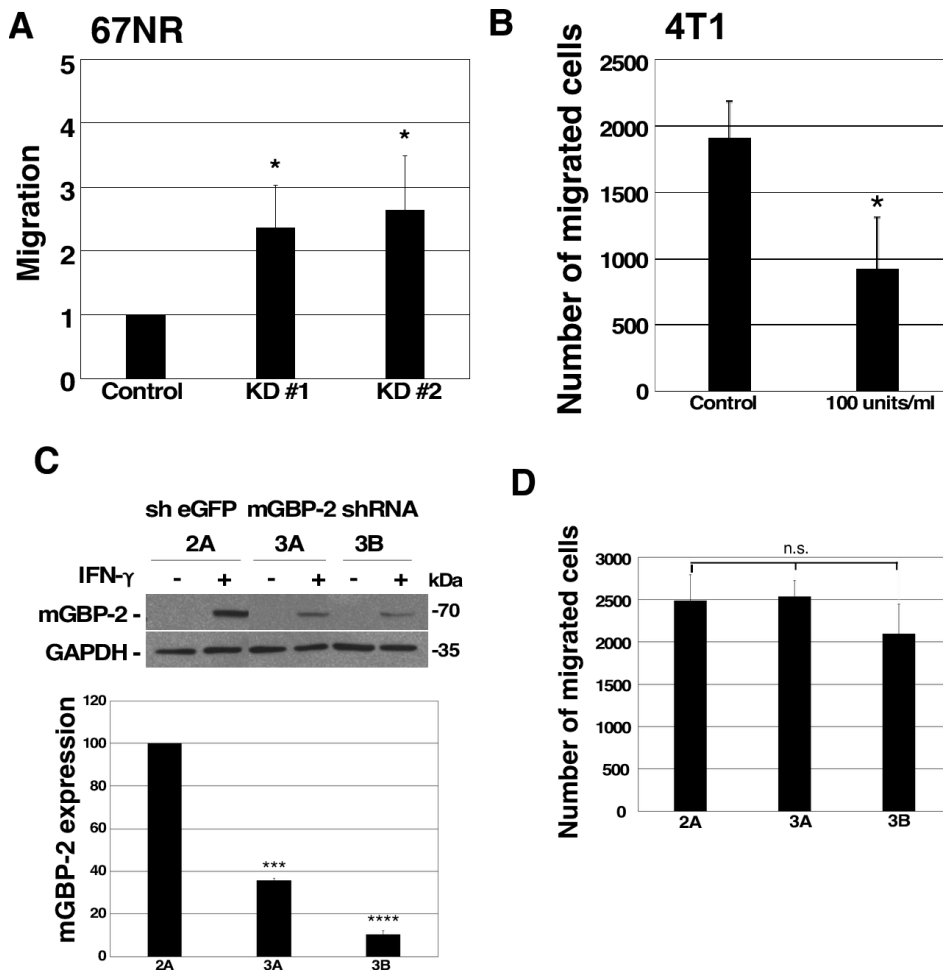 A 67NR
5
4
3
2
1
0
Migration
*
*
Control KD #1 KD #2
B 4T1
2500
2000
1500
1000
500
0
Number of migrated cells
*
Control 100 units/ml
C
sh eGFP mGBP-2 shRNA
2A 3A 3B
IFN-γ - + - + - + kDa
mGBP-2 - -70
GAPDH - -35
120
100
80
60
40
20
0
mGBP-2 expression
***
****
2A 3A 3B
D
n.s.
3000
2500
2000
2500
1500
1000
500
0
Number of migrated cells
2A 3A 3B